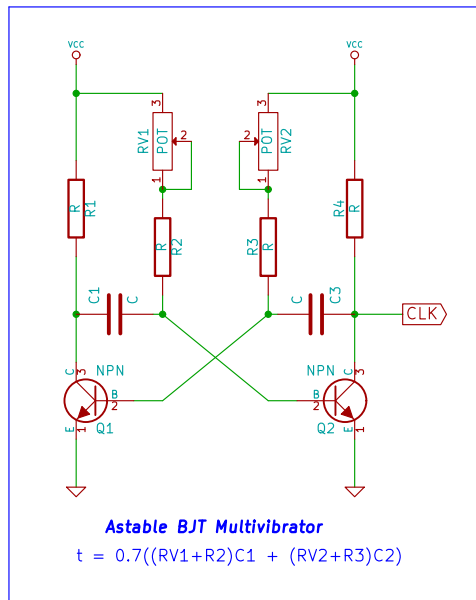 VCC
VCC
3
RV1
POT
2
1
3
2
POT
RV2
1
R
R1
R
R2
R3
R
R4
R
C1
C
C
C3
CLK
C
3
NPN
B
2
E
1
Q1
NPN
C
3
B
2
Q2
E
1
Astable BJT Multivibrator
t = 0.7((RV1+R2)C1 + (RV2+R3)C2)